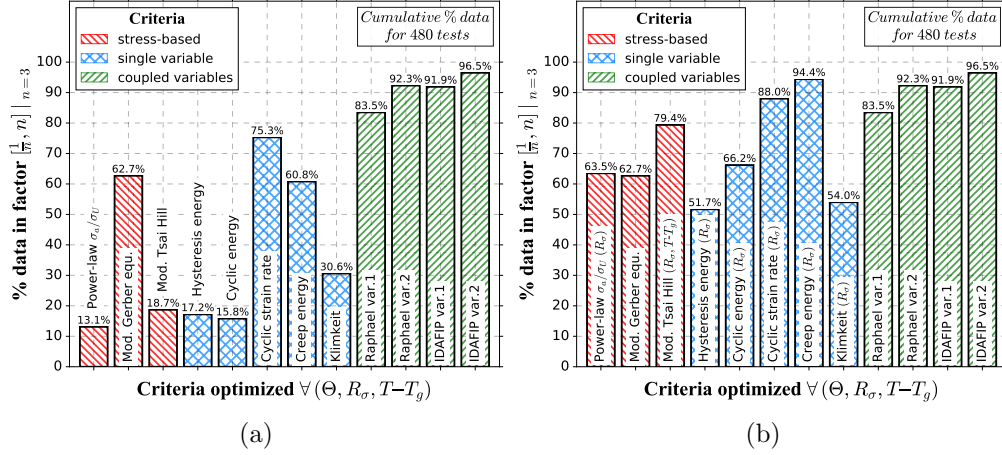 Criteria
stress-based
single variable
coupled variables
Cumulative % data
for 480 tests
% data in factor [1/n, n]| n=3
100
90
80
70
60
50
40
30
20
10
0
13.1%
62.7%
18.7%
17.2%
15.8%
75.3%
60.8%
30.6%
83.5%
92.3%
91.9%
96.5%
Power-law σa/σU
Mod. Gerber equ.
Mod. Tsai Hill
Hysteresis energy
Cyclic energy
Cyclic strain rate
Creep energy
Klimkeit
Raphael var.1
Raphael var.2
IDAFIP var.1
IDAFIP var.2
Criteria optimized ∀ (Θ, Rσ, T−Tg)
(a)
Criteria
stress-based
single variable
coupled variables
Cumulative % data
for 480 tests
% data in factor [1/n, n]| n=3
100
90
80
70
60
50
40
30
20
10
0
63.5%
62.7%
79.4%
51.7%
66.2%
88.0%
94.4%
54.0%
83.5%
92.3%
91.9%
96.5%
Power-law σa/σU (Rσ)
Mod. Gerber equ.
Mod. Tsai Hill (Rσ, T-Tg)
Hysteresis energy (Rσ)
Cyclic energy (Rσ)
Cyclic strain rate (Rσ)
Creep energy (Rσ)
Klimkeit (Rσ)
Raphael var.1
Raphael var.2
IDAFIP var.1
IDAFIP var.2
Criteria optimized ∀ (Θ, Rσ, T−Tg)
(b)